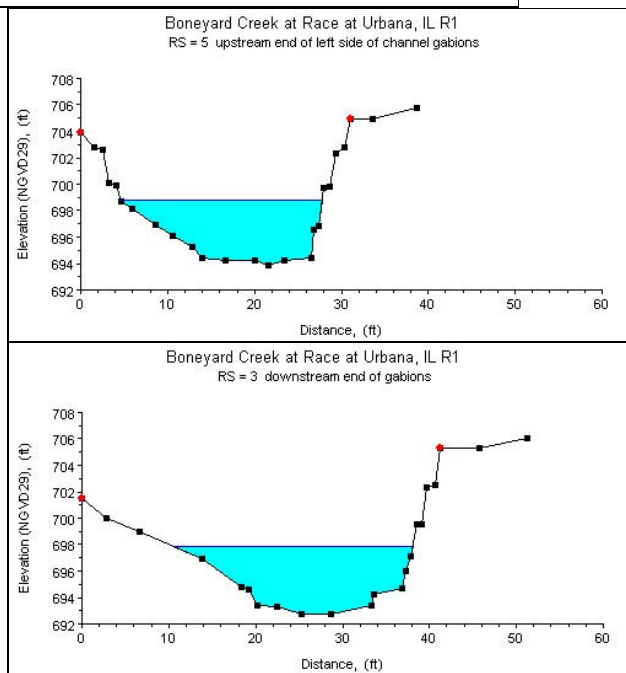 Boneyard Creek at Race at Urbana, IL R1
RS = 5 upstream end of left side of channel gabions
708
706
704
702
700
698
696
694
692
Elevation (NGVD29), (ft)
0 10 20 30 40 50 60
Distance, (ft)
Boneyard Creek at Race at Urbana, IL R1
RS = 3 downstream end of gabions
708
706
704
702
700
698
696
694
692
Elevation (NGVD29), (ft)
0 10 20 30 40 50 60
Distance, (ft)